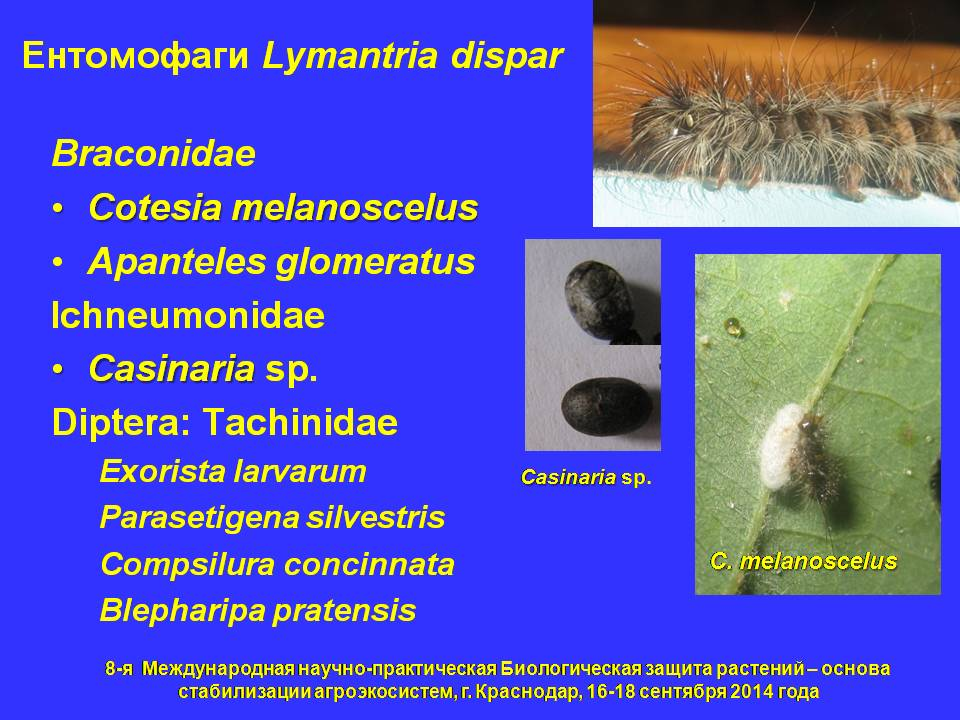 Ентомофаги Lymantria dispar
Braconidae
• Cotesia melanoscelus
• Apanteles glomeratus
Ichneumonidae
• Casinaria sp.
Diptera: Tachinidae
Exorista larvarum
Parasetigena silvestris
Compsilura concinnata
Blepharipa pratensis
Casinaria sp.
C. melanoscelus
8-я Международная научно-практическая Биологическая защита растений – основа
стабилизации агроэкосистем, г. Краснодар, 16-18 сентября 2014 года